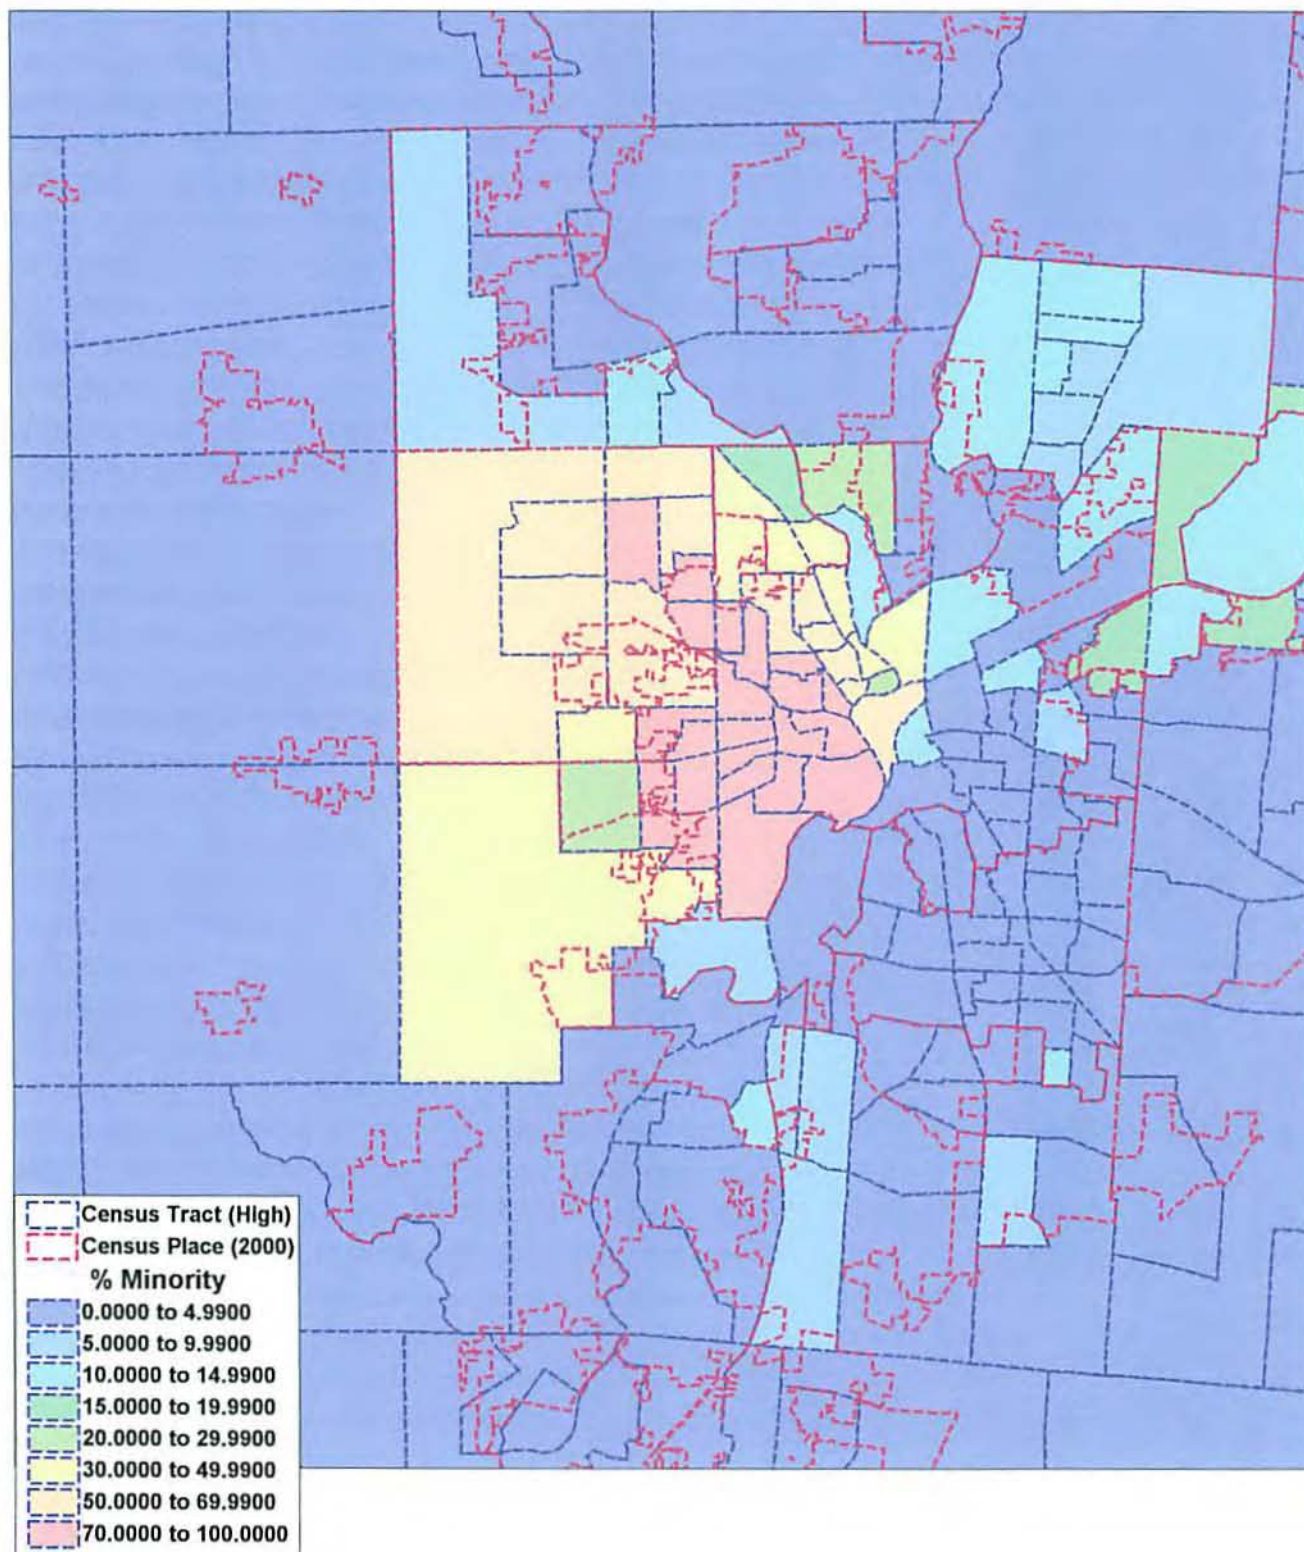 Census Tract (High)
Census Place (2000)
% Minority
0.0000 to 4.9900
5.0000 to 9.9900
10.0000 to 14.9900
15.0000 to 19.9900
20.0000 to 29.9900
30.0000 to 49.9900
50.0000 to 69.9900
70.0000 to 100.0000